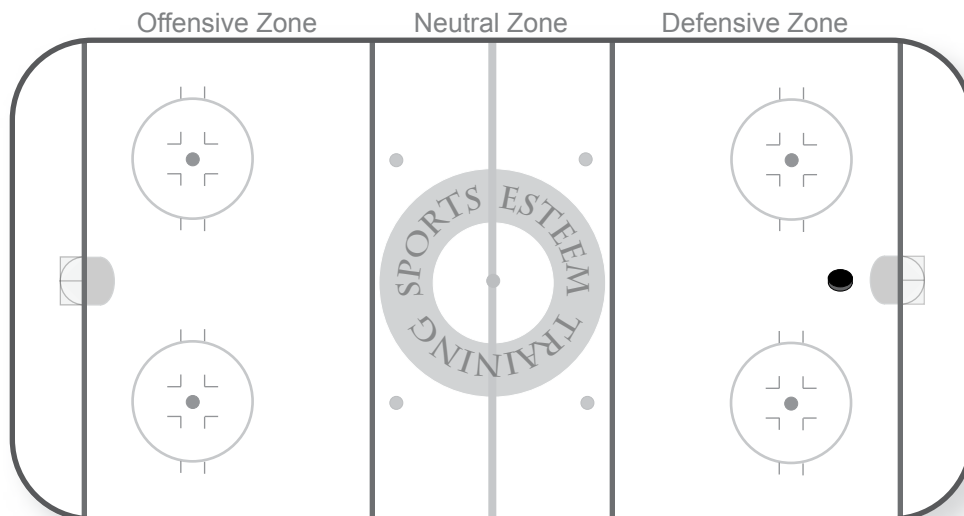 Offensive Zone Neutral Zone Defensive Zone
SPORTS ESTEEM TRAINING